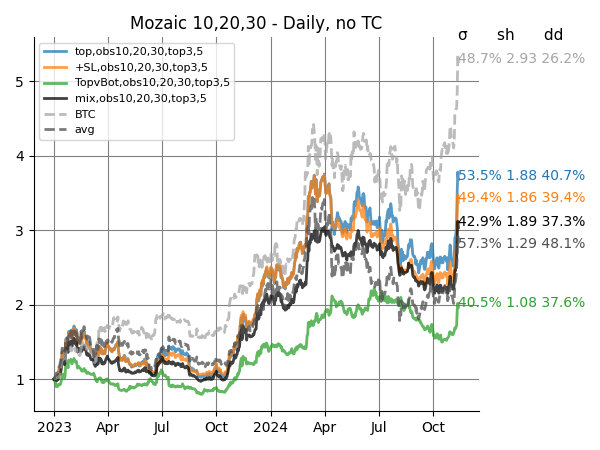 Mozaic 10,20,30 - Daily, no TC
σ sh dd
top,obs10,20,30,top3,5
+SL,obs10,20,30,top3,5
TopvBot,obs10,20,30,top3,5
mix,obs10,20,30,top3,5
BTC
avg
48.7% 2.93 26.2%
53.5% 1.88 40.7%
49.4% 1.86 39.4%
42.9% 1.89 37.3%
57.3% 1.29 48.1%
40.5% 1.08 37.6%
5
4
3
2
1
2023 Apr Jul Oct 2024 Apr Jul Oct